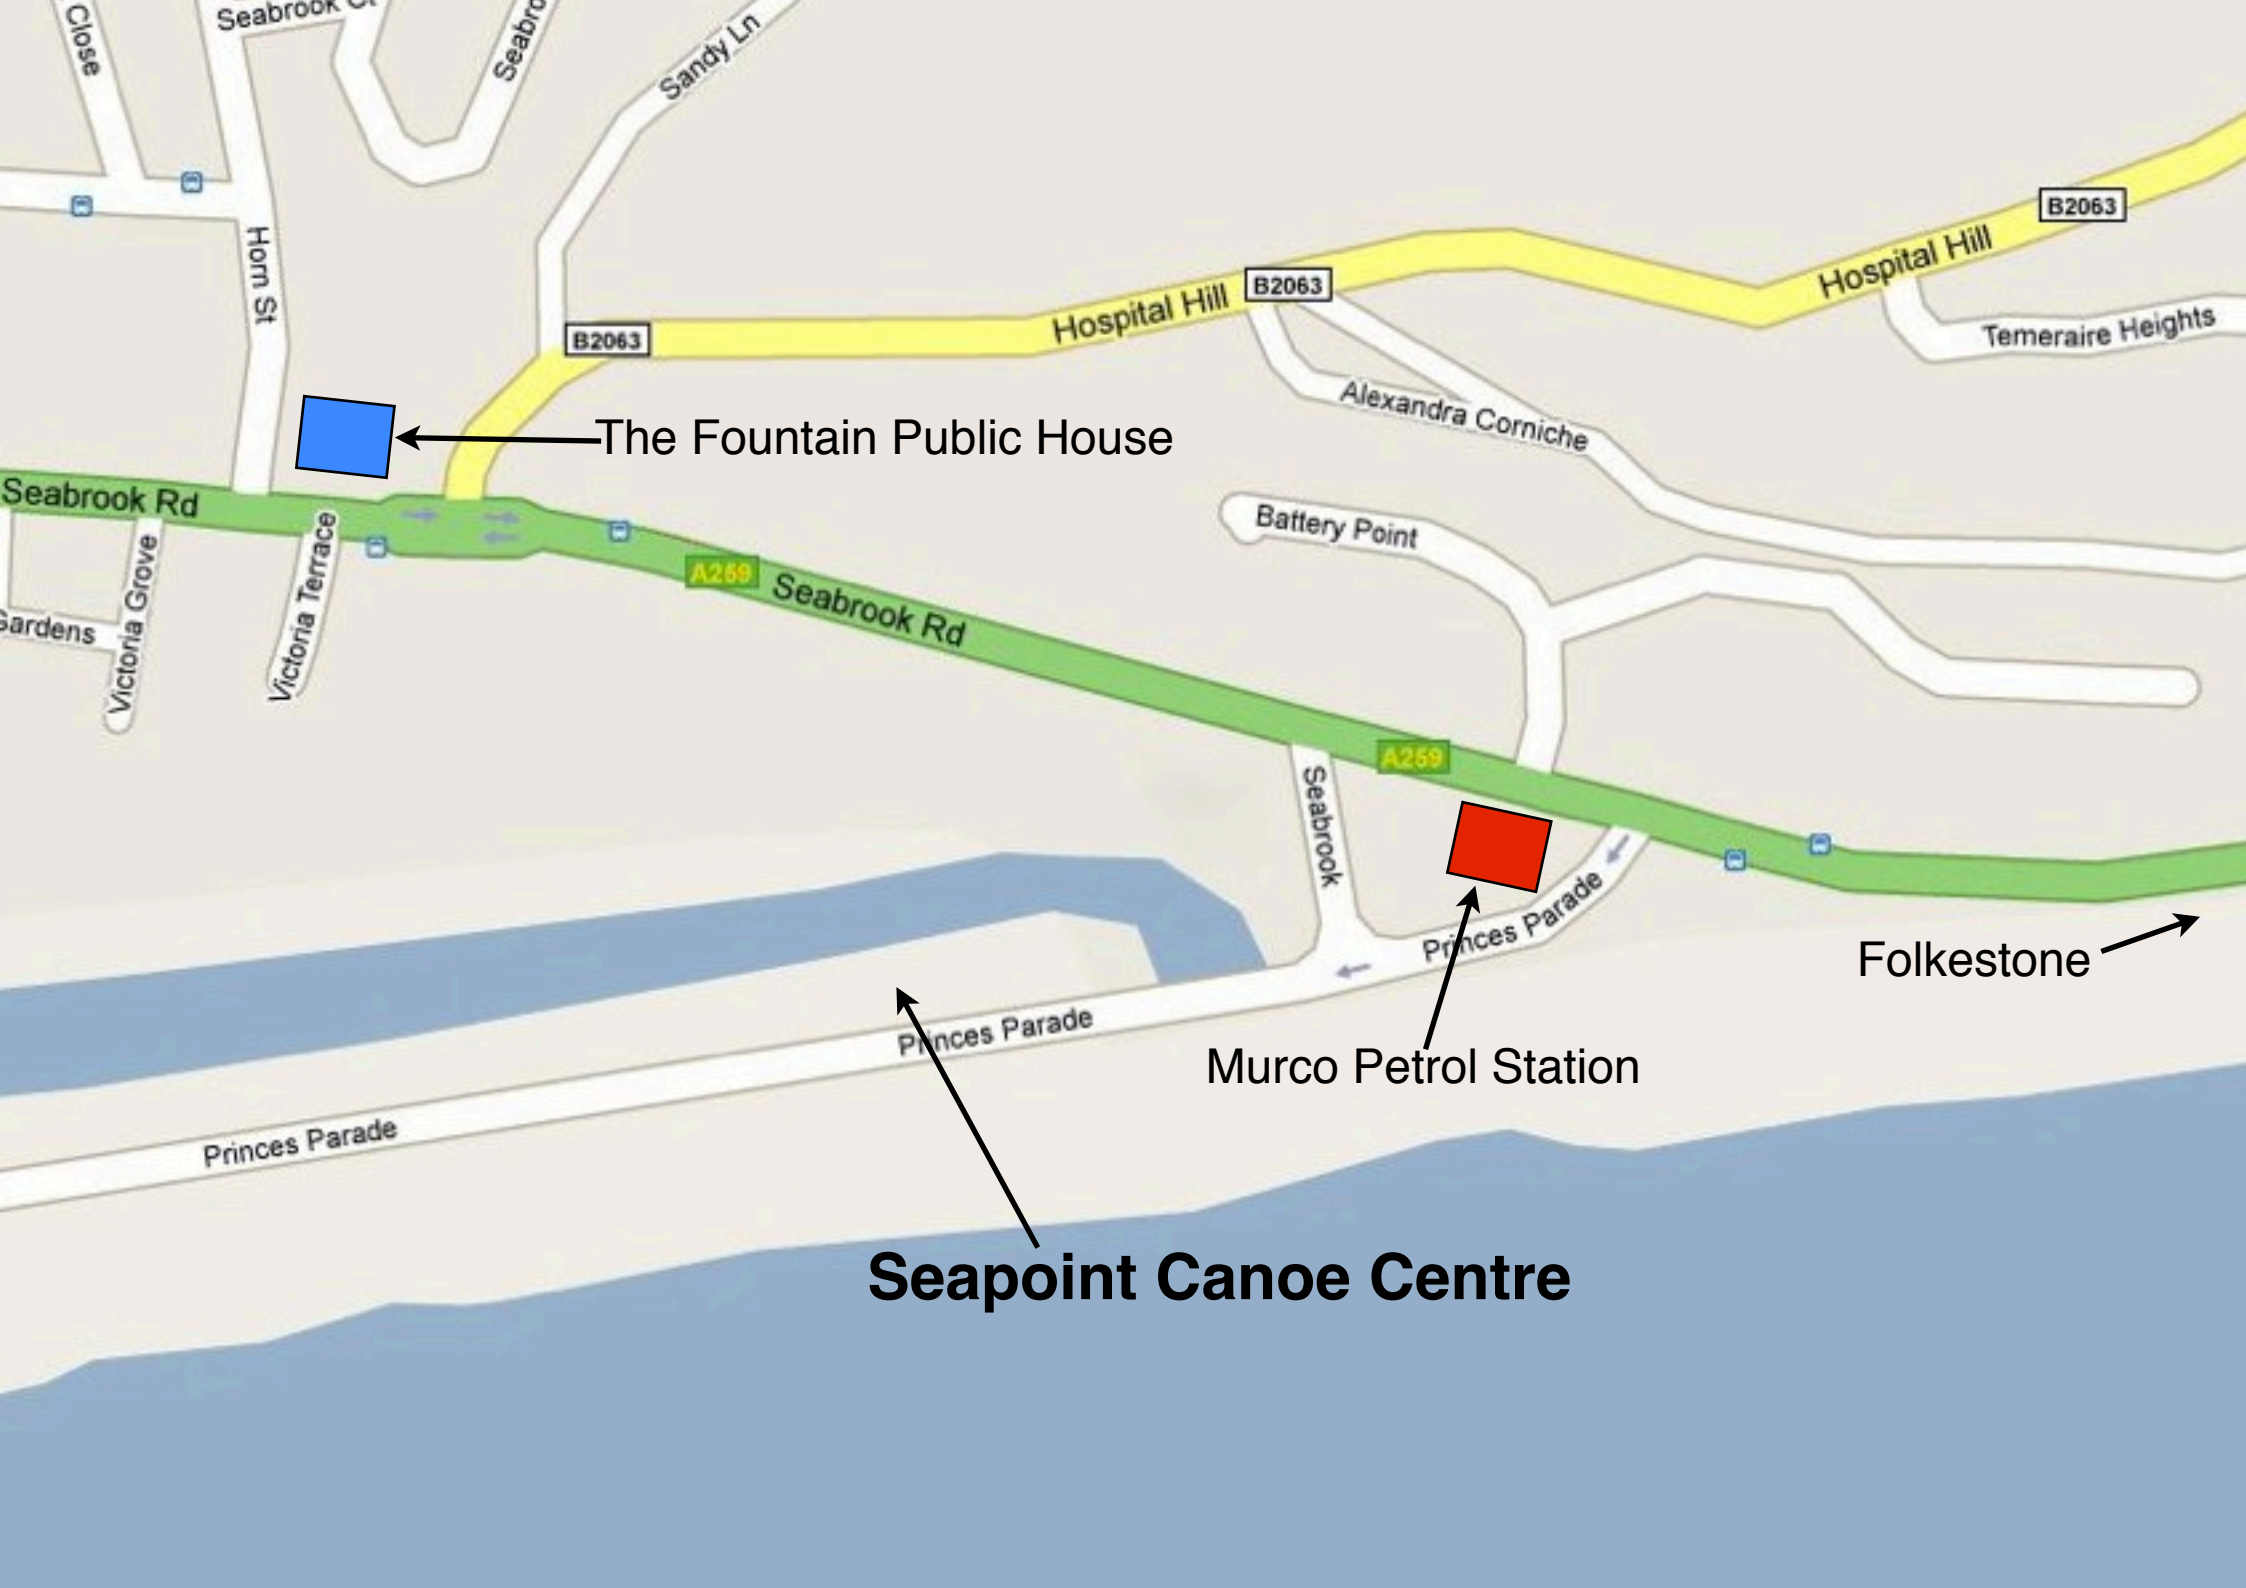 Close
Seabrook
Seabro
Sandy Ln
Horn St
B2063
Hospital Hill
B2063
Hospital Hill
B2063
Temeraire Heights
Alexandra Corniche
The Fountain Public House
Seabrook Rd
Battery Point
Victoria Grove
Victoria Terrace
Gardens
A259
Seabrook Rd
A259
Seabrook
Princes Parade
Folkestone
Princes Parade
Murco Petrol Station
Princes Parade
Seapoint Canoe Centre